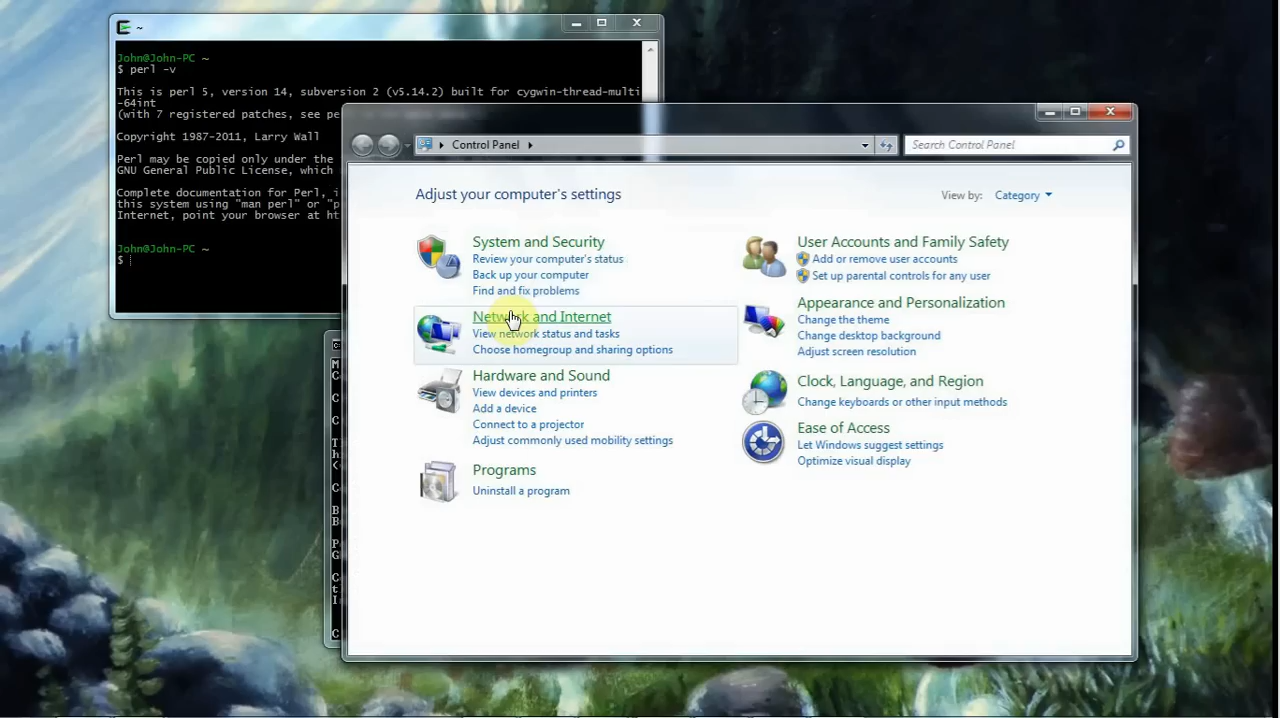 ~
John@John-PC ~
$ perl -v
This is perl 5, version 14, subversion 2 (v5.14.2) built for cygwin-thread-multi
-64int
(with 7 registered patches, see pe
Copyright 1987-2011, Larry Wall
Perl may be copied only under the
GNU General Public License, which
Complete documentation for Perl, i
this system using "man perl" or "p
Internet, point your browser at ht
John@John-PC ~
$
Control Panel
Search Control Panel
Adjust your computer's settings
View by: Category
System and Security
Review your computer's status
Back up your computer
Find and fix problems
Network and Internet
View network status and tasks
Choose homegroup and sharing options
Hardware and Sound
View devices and printers
Add a device
Connect to a projector
Adjust commonly used mobility settings
Programs
Uninstall a program
User Accounts and Family Safety
Add or remove user accounts
Set up parental controls for any user
Appearance and Personalization
Change the theme
Change desktop background
Adjust screen resolution
Clock, Language, and Region
Change keyboards or other input methods
Ease of Access
Let Windows suggest settings
Optimize visual display